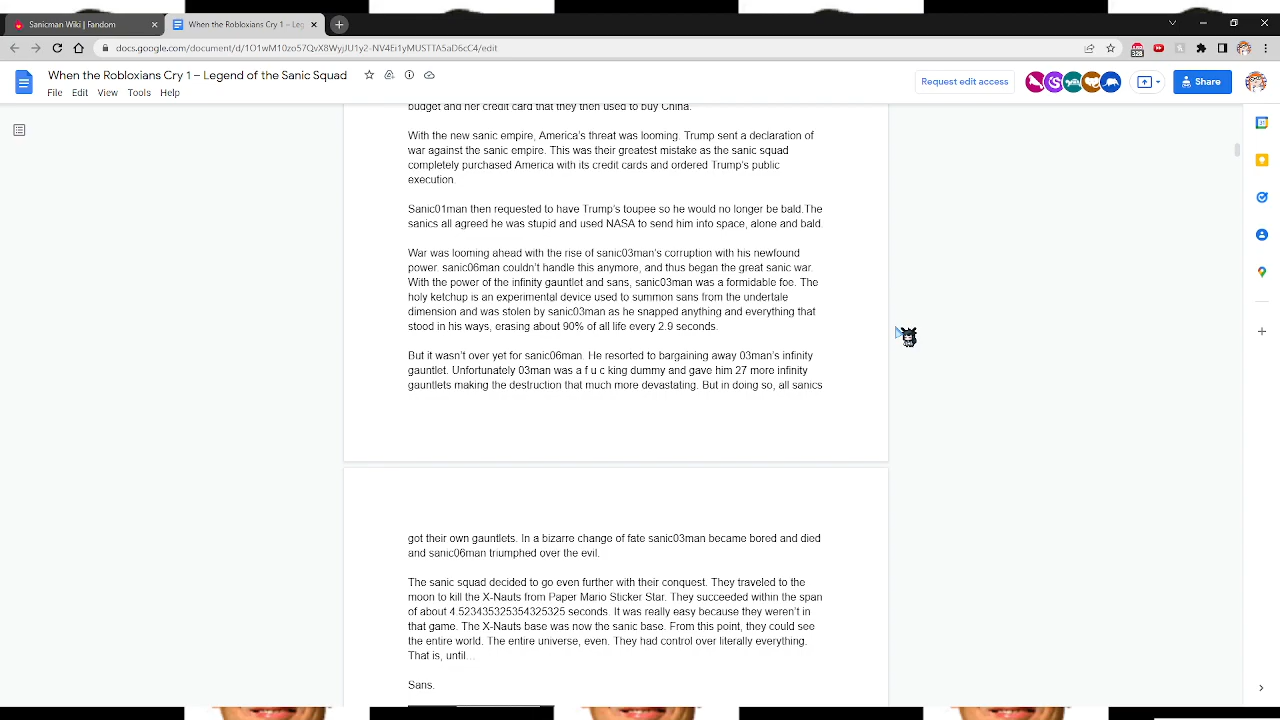 Sanicman Wiki | Fandom
When the Robloxians Cry 1 – Leg
docs.google.com/document/d/1O1wM10zo57QvX8WyjJU1y2-NV4Ei1yMUSTTA5aD6cC4/edit
When the Robloxians Cry 1 – Legend of the Sanic Squad
File Edit View Tools Help
Request edit access
Share
budget and her credit card that they then used to buy China.
With the new sanic empire, America's threat was looming. Trump sent a declaration of
war against the sanic empire. This was their greatest mistake as the sanic squad
completely purchased America with its credit cards and ordered Trump's public
execution.
Sanic01man then requested to have Trump's toupee so he would no longer be bald.The
sanics all agreed he was stupid and used NASA to send him into space, alone and bald.
War was looming ahead with the rise of sanic03man's corruption with his newfound
power. sanic06man couldn't handle this anymore, and thus began the great sanic war.
With the power of the infinity gauntlet and sans, sanic03man was a formidable foe. The
holy ketchup is an experimental device used to summon sans from the undertale
dimension and was stolen by sanic03man as he snapped anything and everything that
stood in his ways, erasing about 90% of all life every 2.9 seconds.
But it wasn't over yet for sanic06man. He resorted to bargaining away 03man's infinity
gauntlet. Unfortunately 03man was a f u c king dummy and gave him 27 more infinity
gauntlets making the destruction that much more devastating. But in doing so, all sanics
got their own gauntlets. In a bizarre change of fate sanic03man became bored and died
and sanic06man triumphed over the evil.
The sanic squad decided to go even further with their conquest. They traveled to the
moon to kill the X-Nauts from Paper Mario Sticker Star. They succeeded within the span
of about 4.523435325354325325 seconds. It was really easy because they weren't in
that game. The X-Nauts base was now the sanic base. From this point, they could see
the entire world. The entire universe, even. They had control over literally everything.
That is, until…
Sans.